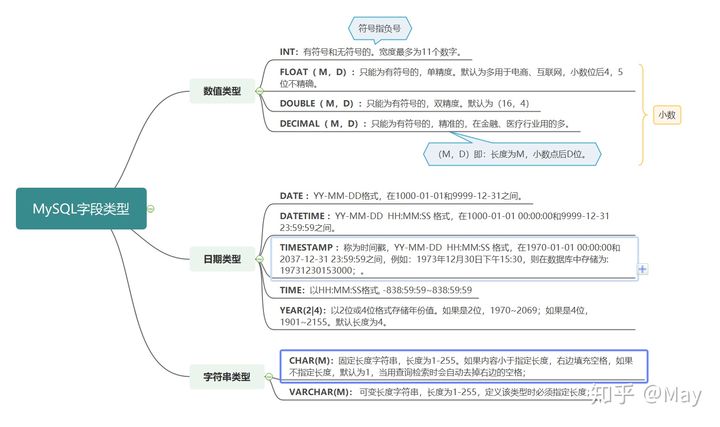 符号指负号
INT：有符号和无符号的。宽度最多为11个数字。
FLOAT（M，D）：只能为有符号的，单精度。默认为多用于电商、互联网，小数位后4，5
位不精确。
数值类型
DOUBLE（M，D）：只能为有符号的，双精度。默认为（16，4）
DECIMAL（M，D）：只能为有符号的，精准的，在金融、医疗行业用的多。
小数
（M，D）即：长度为M，小数点后D位。
MySQL字段类型
DATE：YY-MM-DD格式，在1000-01-01和9999-12-31之间。
DATETIME：YY-MM-DD HH:MM:SS 格式，在1000-01-01 00:00:00和9999-12-31
23:59:59之间。
日期类型
TIMESTAMP：称为时间戳，YY-MM-DD HH:MM:SS 格式，在1970-01-01 00:00:00和
2037-12-31 23:59:59之间，例如：1973年12月30日下午15:30，则在数据库中存储为:
19731230153000；。
TIME：以HH:MM:SS格式, -838:59:59~838:59:59
YEAR(2|4)：以2位或4位格式存储年份值。如果是2位，1970~2069；如果是4位，
1901~2155。默认长度为4。
字符串类型
CHAR(M)：固定长度字符串，长度为1-255。如果内容小于指定长度，右边填充空格，如果
不指定长度，默认为1，当用查询检索时会自动去掉右边的空格；
VARCHAR(M)：可变长度字符串，长度为1-255，定义该类型时必须指定长度；
知乎 @May